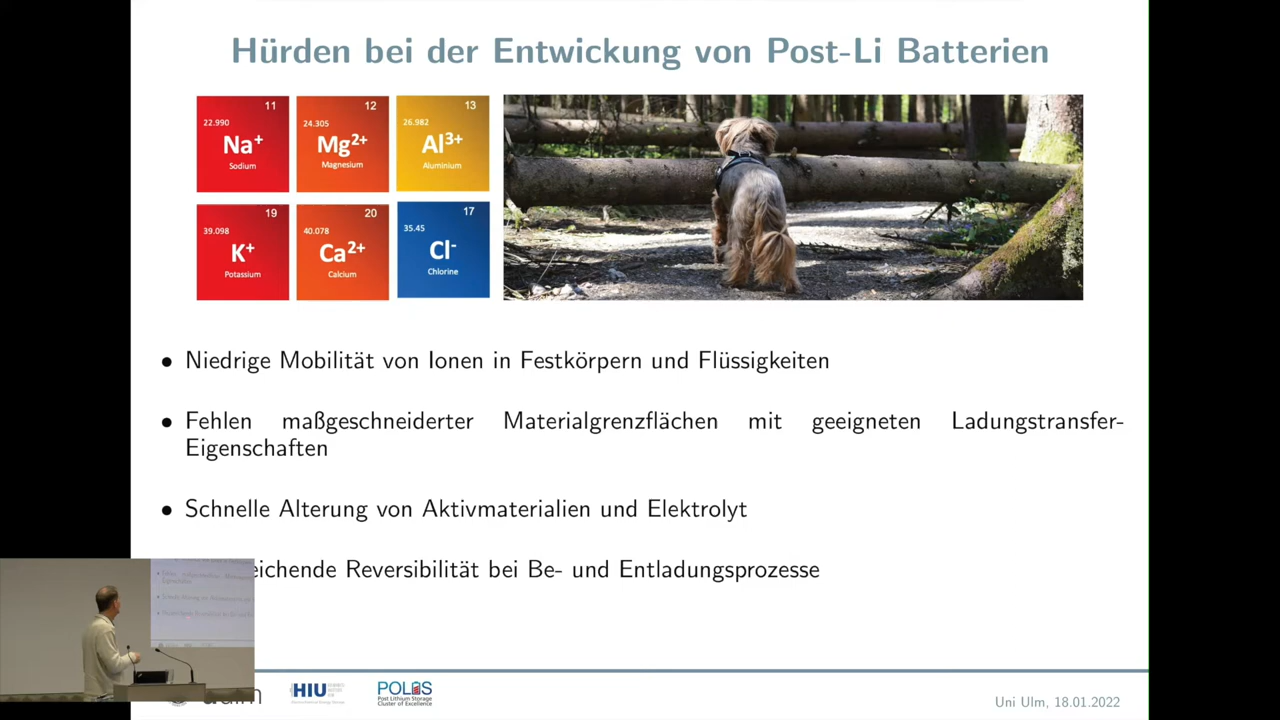 Hürden bei der Entwickung von Post-Li Batterien
11
22.990
Na+
Sodium
12
24.305
Mg2+
Magnesium
13
26.982
Al3+
Aluminium
19
39.098
K+
Potassium
20
40.078
Ca2+
Calcium
17
35.45
Cl-
Chlorine
• Niedrige Mobilität von Ionen in Festkörpern und Flüssigkeiten
• Fehlen maßgeschneiderter Materialgrenzflächen mit geeigneten Ladungstransfer-
Eigenschaften
• Schnelle Alterung von Aktivmaterialien und Elektrolyt
eichende Reversibilität bei Be- und Entladungsprozesse
HIU
POLiS
Post Lithium Storage
Cluster of Excellence
Uni Ulm, 18.01.2022